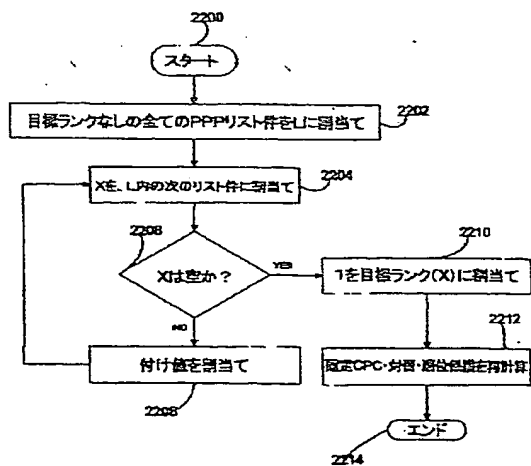 2200
スタート
2202
目標ランクなしの全てのPPPリスト件をLに割当て
2204
Xを、L内の次のリスト件に割当て
2208
Xは空か?
YES
NO
2210
1を目標ランク(X)に割当て
2212
付け値を割当て
2208
エンド
2214